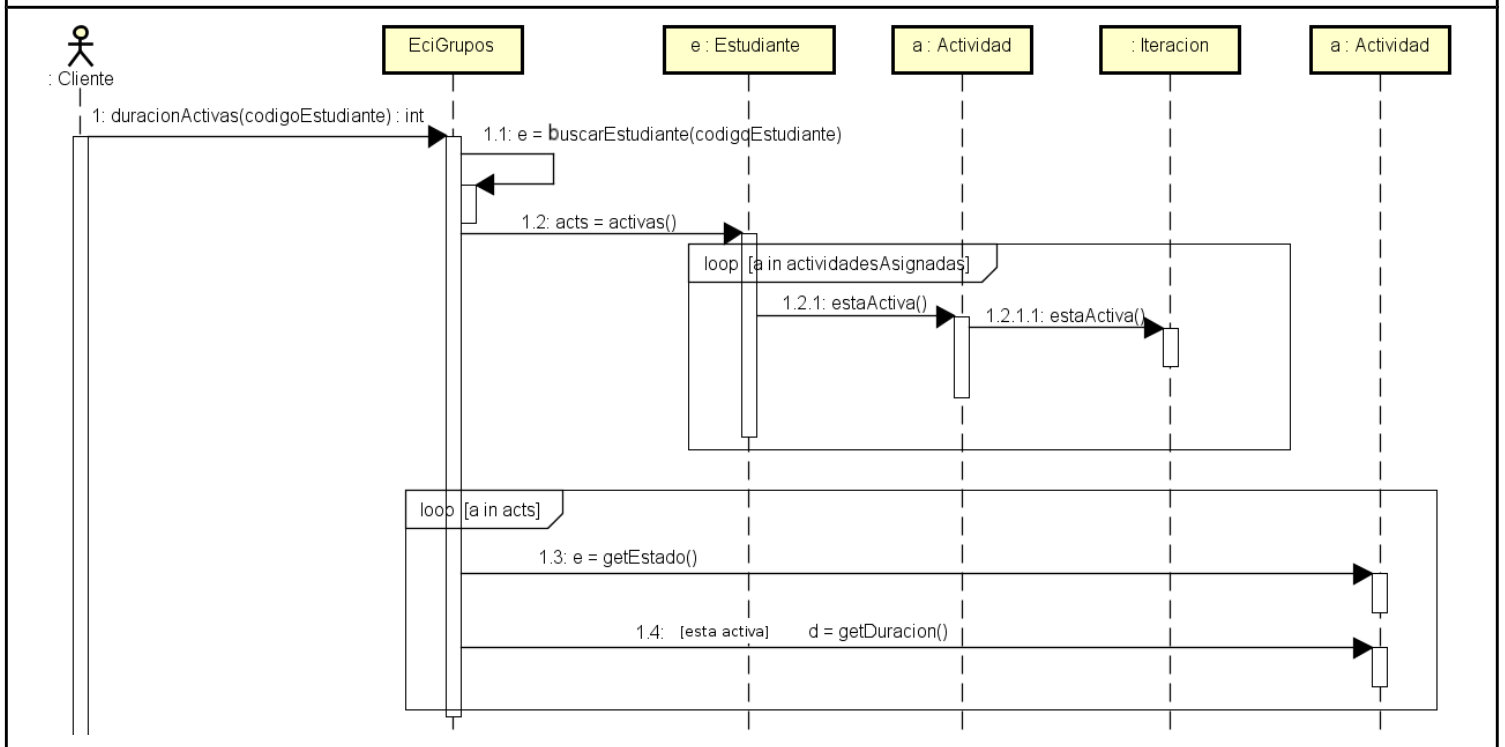 : Cliente
EciGrupos
e : Estudiante
a : Actividad
: Iteracion
a : Actividad
1: duracionActivas(codigoEstudiante) : int
1.1: e = buscarEstudiante(codigoEstudiante)
1.2: acts = activas()
loop [a in actividadesAsignadas]
1.2.1: estaActiva()
1.2.1.1: estaActiva()
loop [a in acts]
1.3: e = getEstado()
1.4: [esta activa] d = getDuracion()